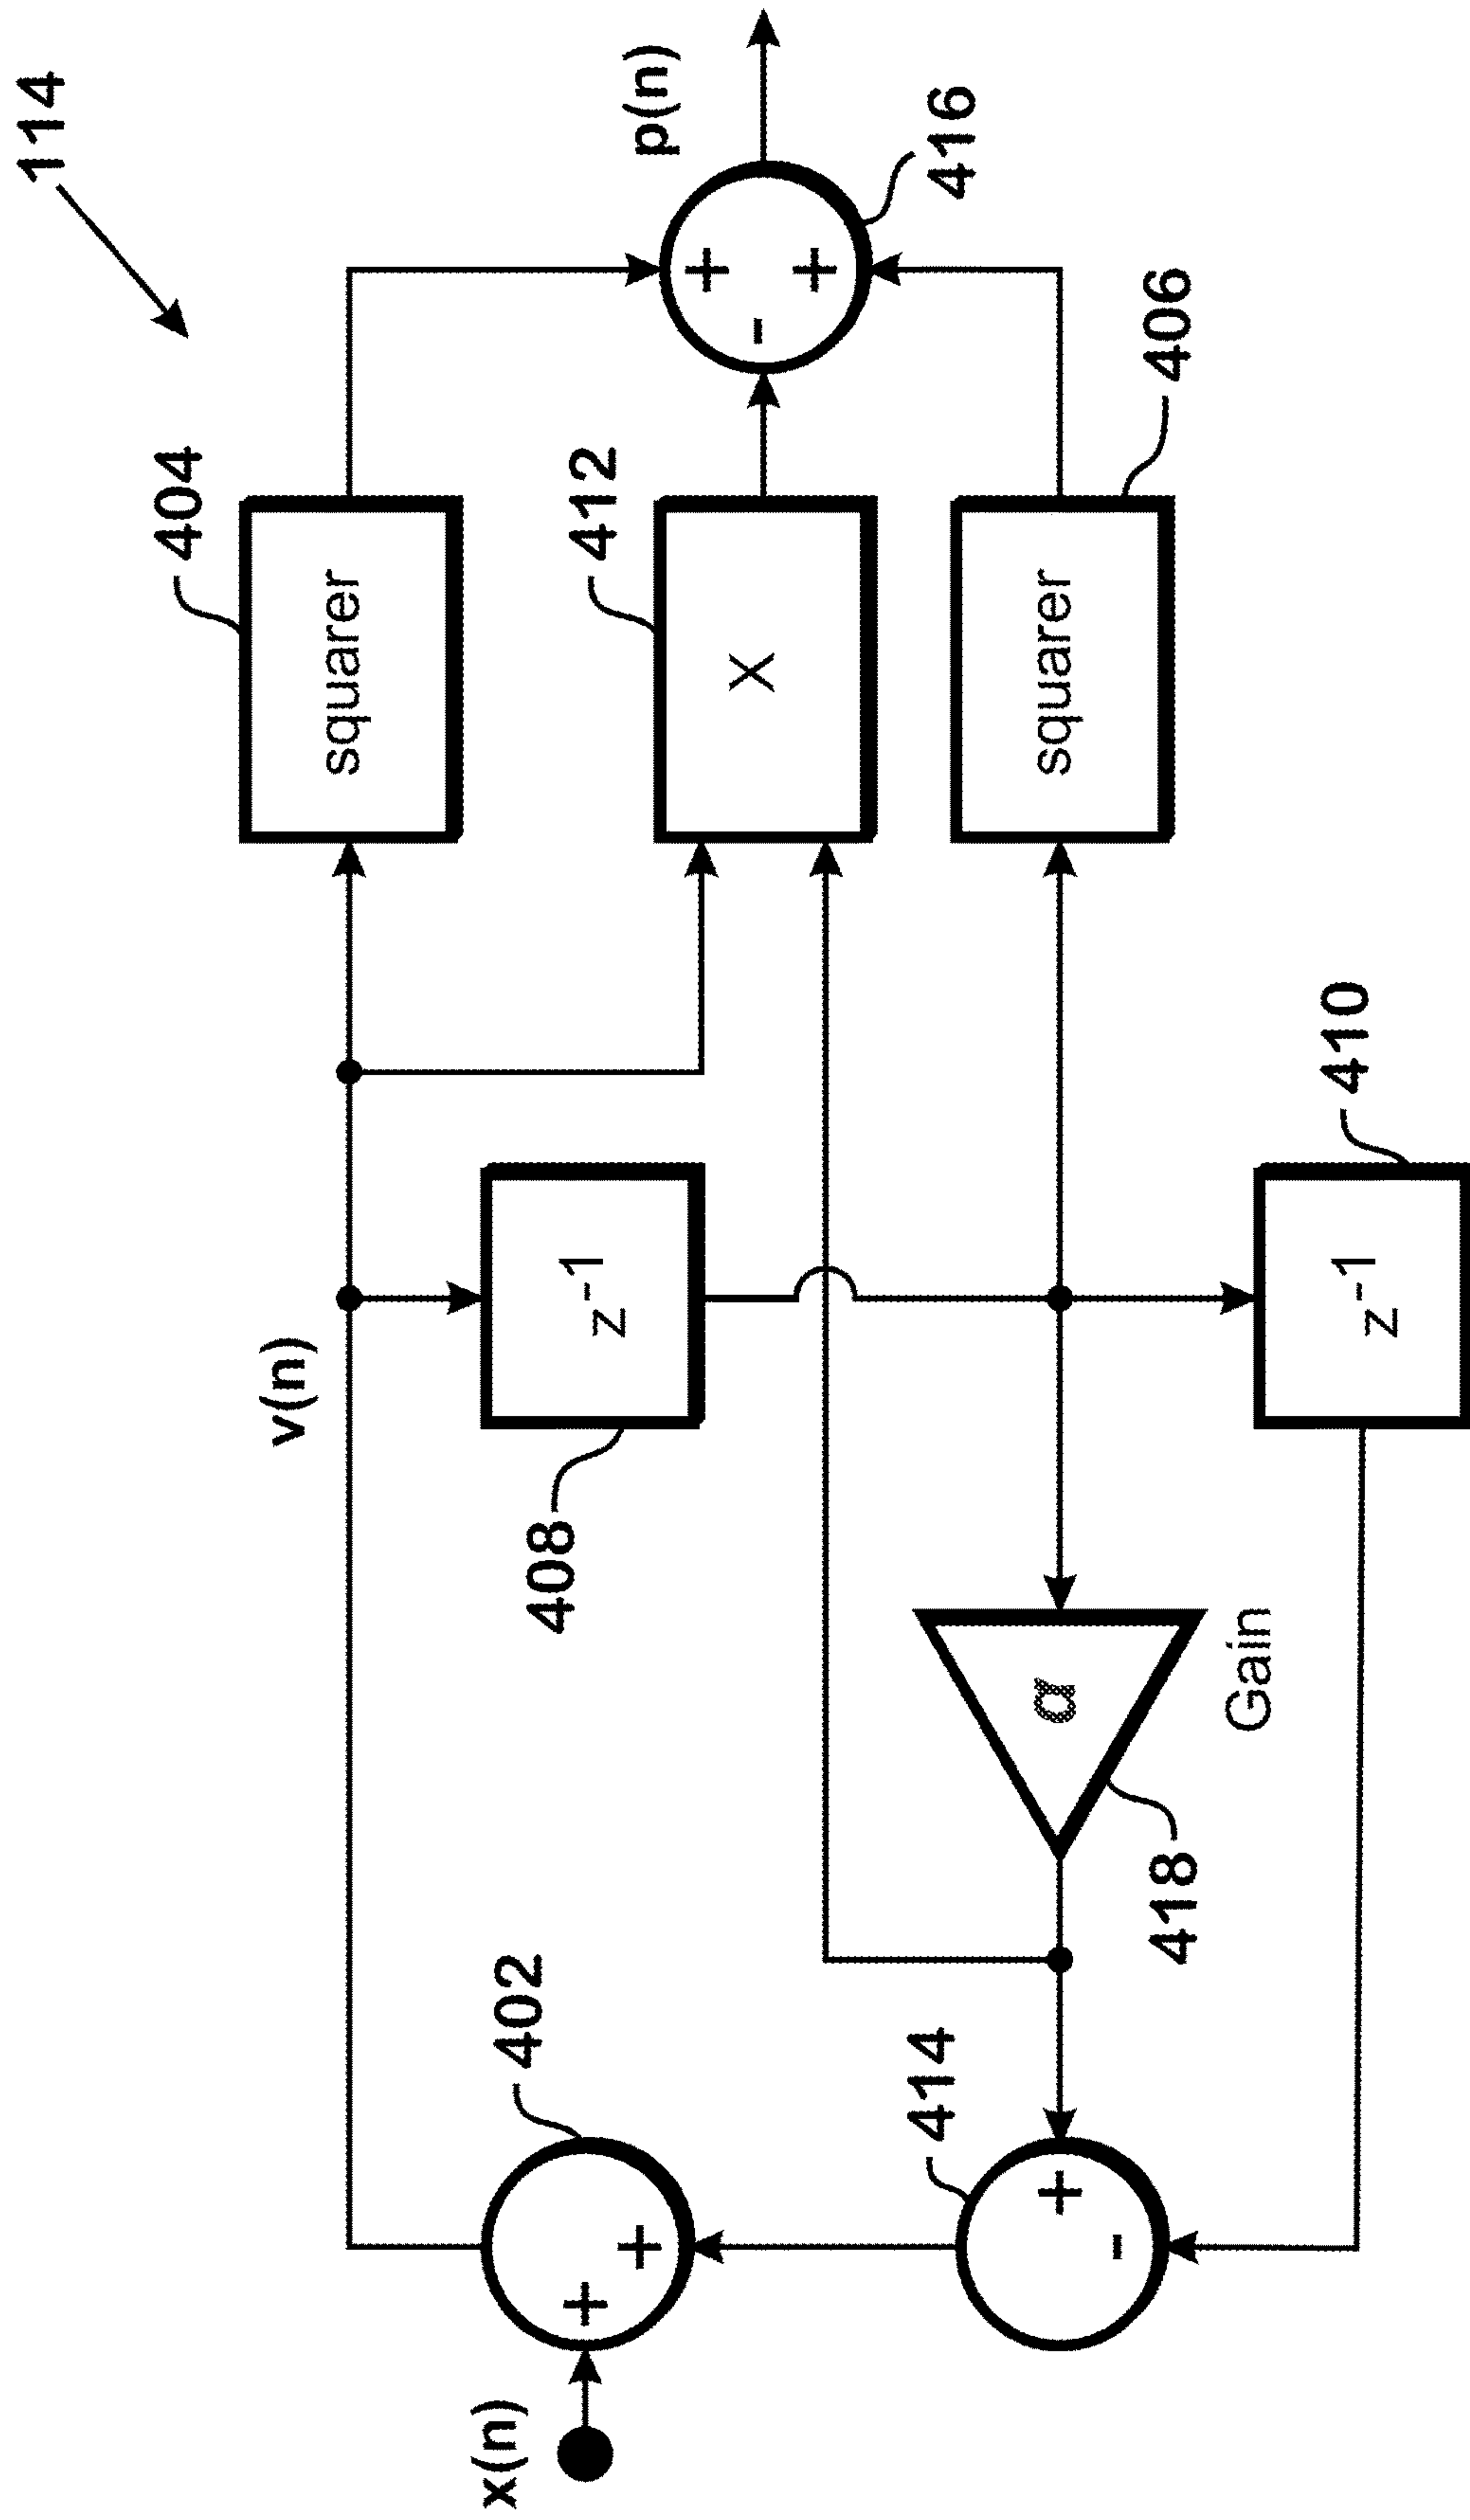 114
404
squarer
p(n)
412
X
416
v(n)
408
z-1
squarer
406
402
x(n)
α
Gain
418
414
z-1
410
+
+
-
+
+
+
-